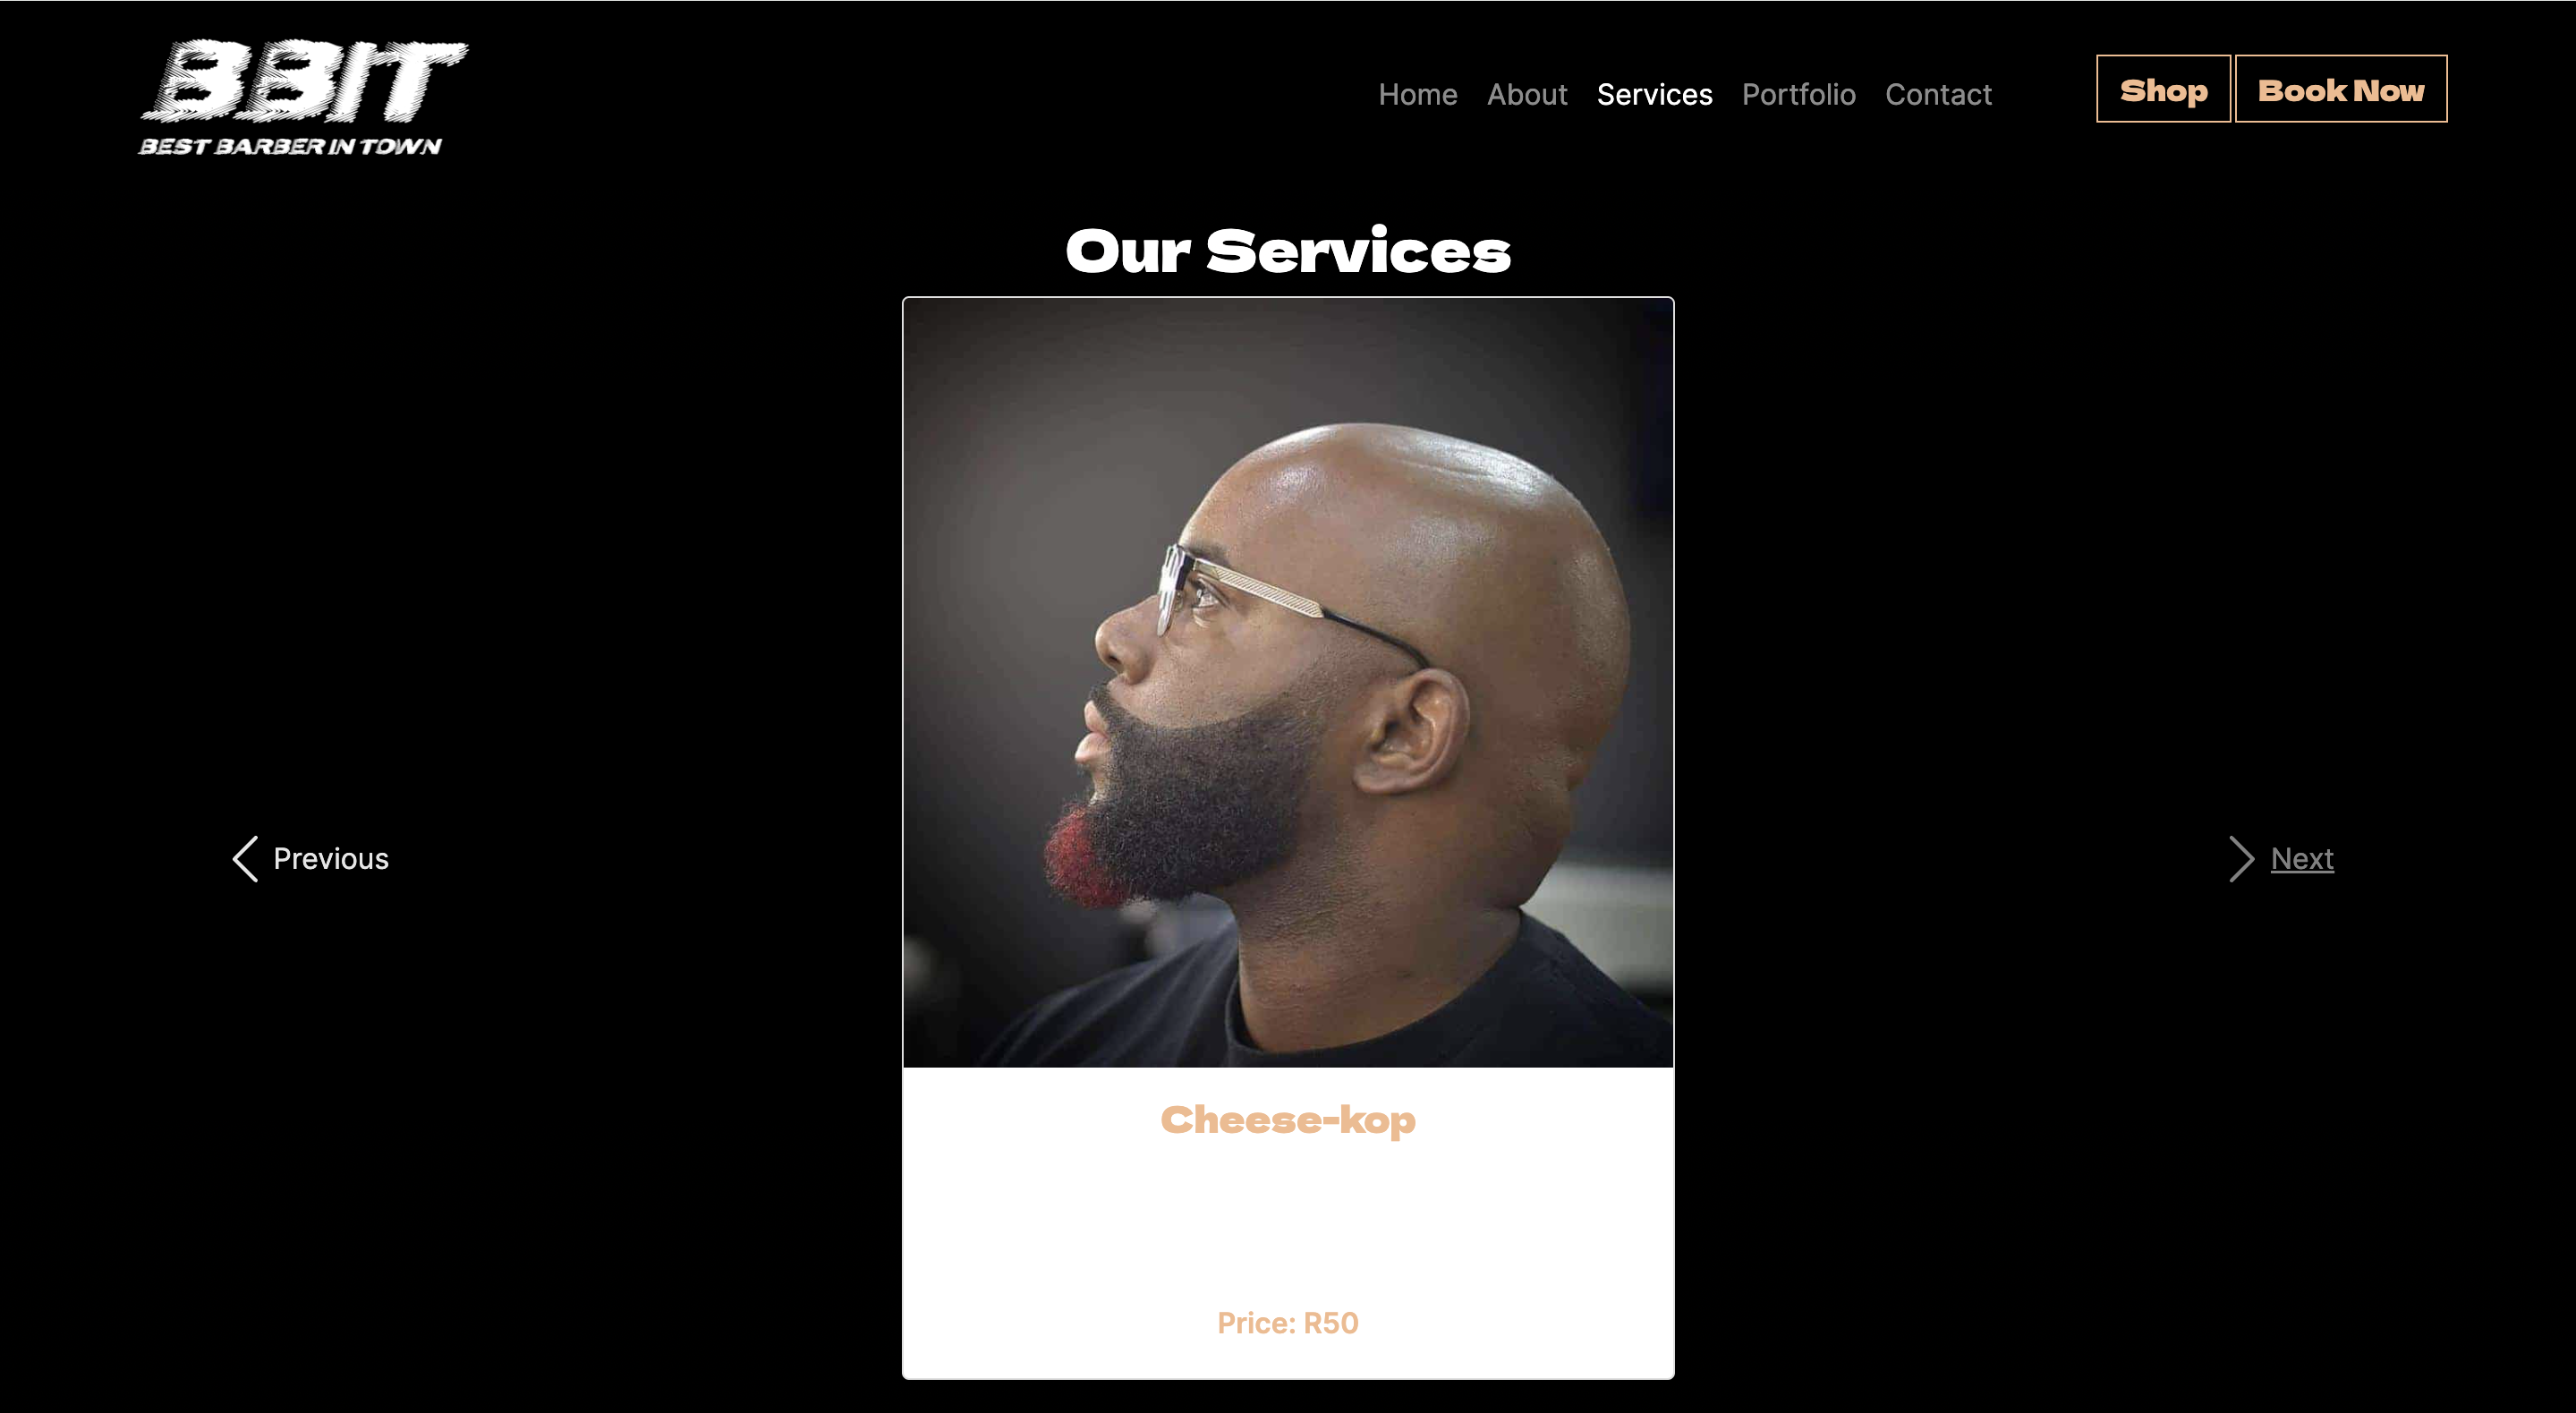 BBIT
BEST BARBER IN TOWN
Home About Services Portfolio Contact
Shop Book Now
Our Services
Previous
Next
Cheese-kop
Price: R50